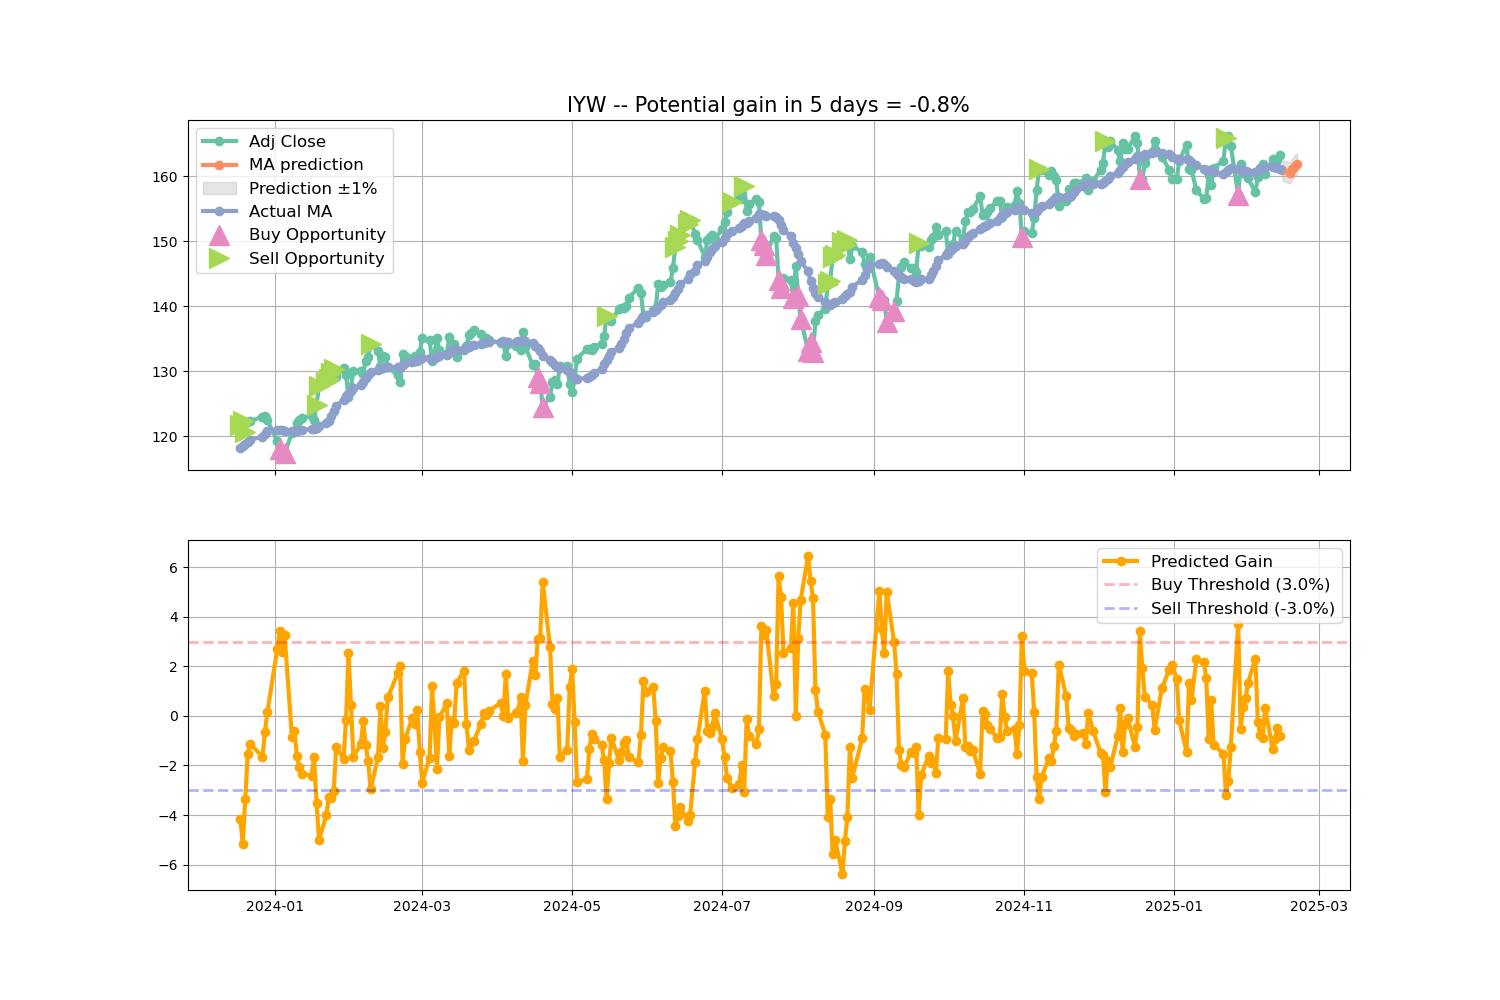 IYW -- Potential gain in 5 days = -0.8%
Adj Close
MA prediction
Prediction ±1%
Actual MA
Buy Opportunity
Sell Opportunity
160
150
140
130
120
Predicted Gain
Buy Threshold (3.0%)
Sell Threshold (-3.0%)
6
4
2
0
−2
−4
−6
2024-01 2024-03 2024-05 2024-07 2024-09 2024-11 2025-01 2025-03